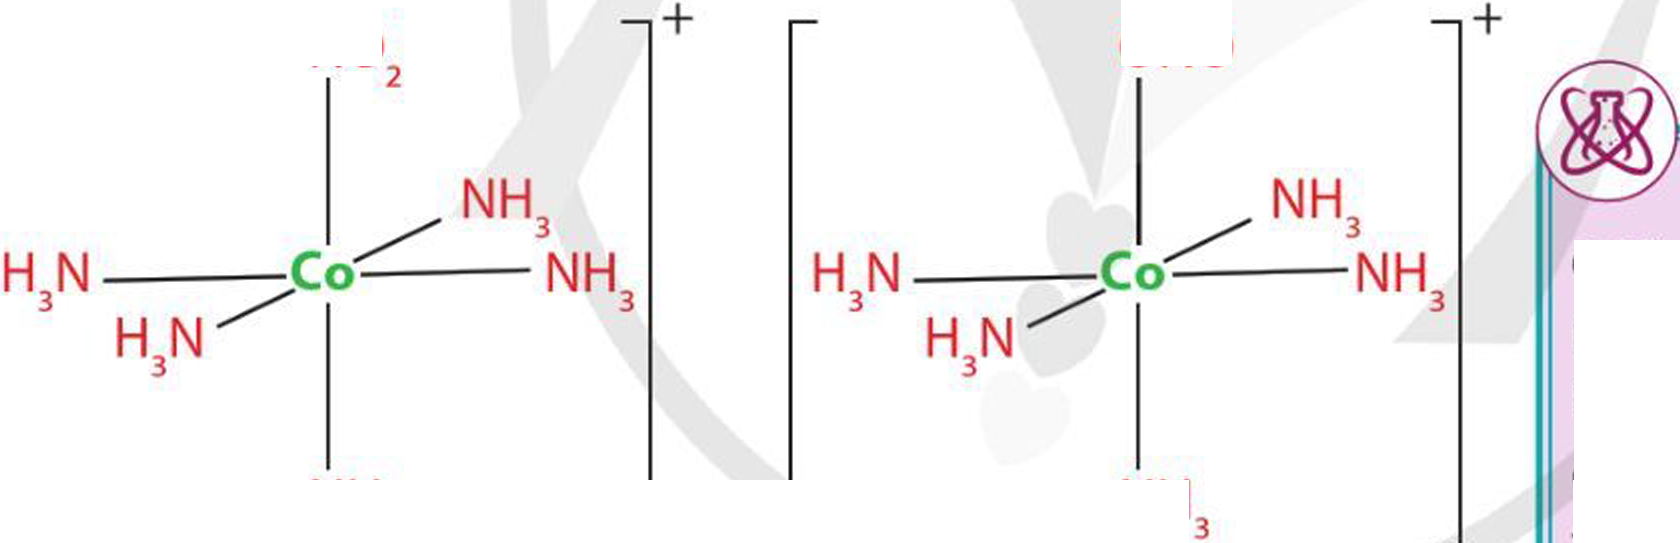 + +
2
NH3 NH3
H3N Co NH3 H3N Co NH3
H3N H3N
3